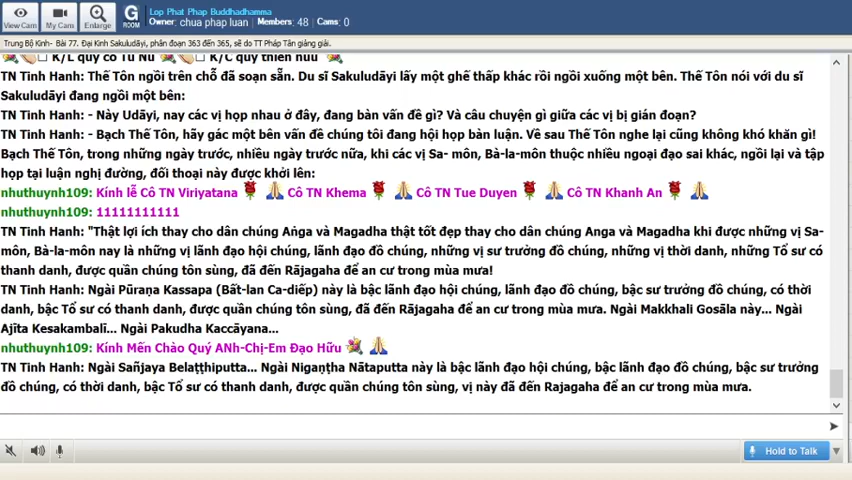 Lop Phat Phap Buddhadhamma
Owner: chua phap luan Members: 48 Cams: 0
View Cam
My Cam
Enlarge
G
ROOM
Trung Bộ Kinh- Bài 77. Đại Kinh Sakuludāyi, phân đoạn 363 đến 365, sẽ do TT Pháp Tân giảng giải.
K/L quý cô Tu Nữ K/C quý thiện hữu
TN Tinh Hanh: Thế Tôn ngồi trên chỗ đã soạn sẵn. Du sĩ Sakuludāyi lấy một ghế thấp khác rồi ngồi xuống một bên. Thế Tôn nói với du sĩ
Sakuludāyi đang ngồi một bên:
TN Tinh Hanh: - Này Udāyi, nay các vị họp nhau ở đây, đang bàn vấn đề gì? Và câu chuyện gì giữa các vị bị gián đoạn?
TN Tinh Hanh: - Bạch Thế Tôn, hãy gác một bên vấn đề chúng tôi đang hội họp bàn luận. Về sau Thế Tôn nghe lại cũng không khó khăn gì!
Bạch Thế Tôn, trong những ngày trước, nhiều ngày trước nữa, khi các vị Sa- môn, Bà-la-môn thuộc nhiều ngoại đạo sai khác, ngồi lại và tập
họp tại luận nghị đường, đối thoại này được khởi lên:
nhuthuynh109: Kính lễ Cô TN Viriyatana Cô TN Khema Cô TN Tue Duyen Cô TN Khanh An
nhuthuynh109: 11111111111
TN Tinh Hanh: "Thật lợi ích thay cho dân chúng Aṅga và Magadha thật tốt đẹp thay cho dân chúng Anga và Magadha khi được những vị Sa-
môn, Bà-la-môn nay là những vị lãnh đạo hội chúng, lãnh đạo đồ chúng, những vị sư trưởng đồ chúng, những vị thời danh, những Tổ sư có
thanh danh, được quần chúng tôn sùng, đã đến Rājagaha để an cư trong mùa mưa!
TN Tinh Hanh: Ngài Pūraṇa Kassapa (Bất-lan Ca-diếp) này là bậc lãnh đạo hội chúng, lãnh đạo đồ chúng, bậc sư trưởng đồ chúng, có thời
danh, bậc Tổ sư có thanh danh, được quần chúng tôn sùng, đã đến Rājagaha để an cư trong mùa mưa. Ngài Makkhali Gosāla này... Ngài
Ajīta Kesakambalī... Ngài Pakudha Kaccāyana...
nhuthuynh109: Kính Mến Chào Quý ANh-Chị-Em Đạo Hữu
TN Tinh Hanh: Ngài Sañjaya Belaṭṭhiputta... Ngài Nigaṇṭha Nātaputta này là bậc lãnh đạo hội chúng, bậc lãnh đạo đồ chúng, bậc sư trưởng
đồ chúng, có thời danh, bậc Tổ sư có thanh danh, được quần chúng tôn sùng, vị này đã đến Rajagaha để an cư trong mùa mưa.
Hold to Talk